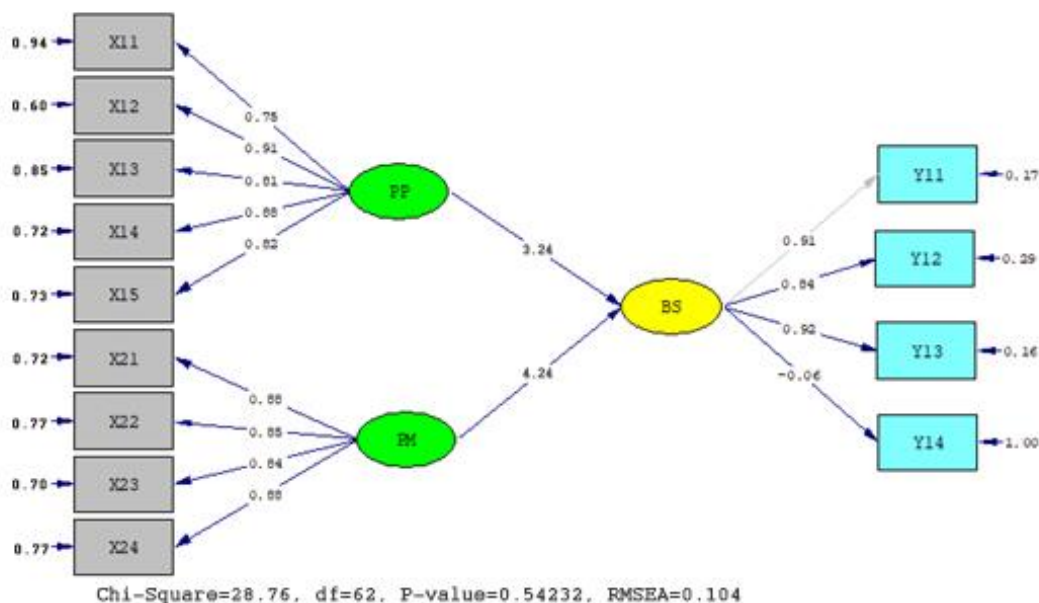 0.94
X11
0.60
X12
0.85
X13
0.72
X14
0.73
X15
0.72
X21
0.77
X22
0.70
X23
0.77
X24
0.75
0.91
0.81
0.88
0.82
0.88
0.85
0.84
0.88
PP
PM
3.24
4.24
BS
0.91
0.84
0.92
-0.06
Y11
0.17
Y12
0.29
Y13
0.16
Y14
1.00
Chi-Square=28.76, df=62, P-value=0.54232, RMSEA=0.104